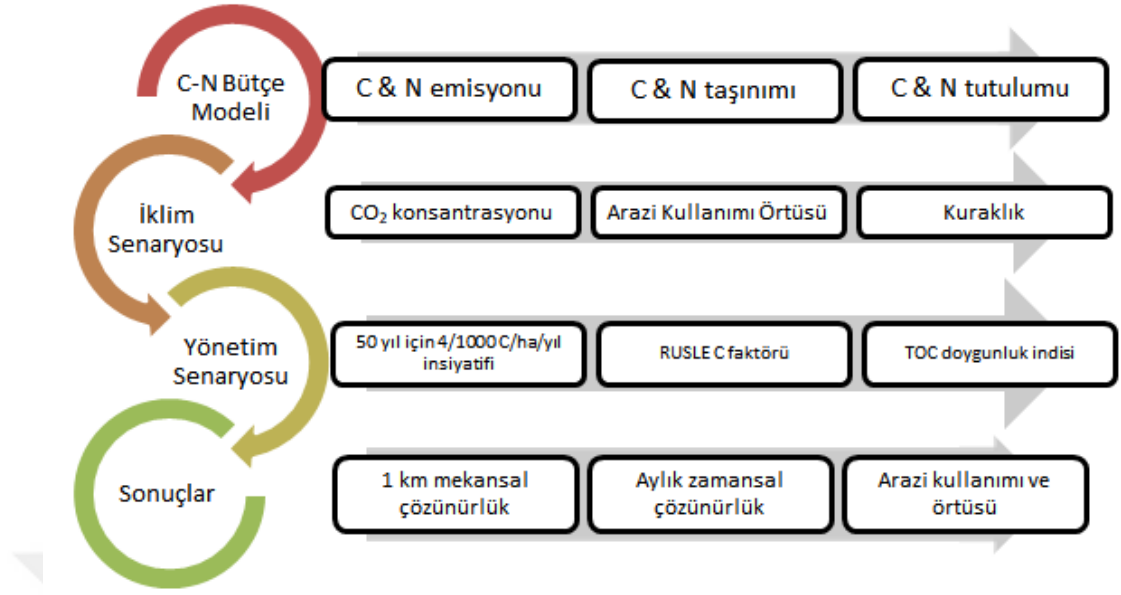 C-N Bütçe
Modeli
C & N emisyonu
C & N taşınımı
C & N tutulumu
İklim
Senaryosu
CO₂ konsantrasyonu
Arazi Kullanımı Örtüsü
Kuraklık
Yönetim
Senaryosu
50 yıl için 4/1000 C/ha/yıl
insiyatifi
RUSLE C faktörü
TOC doygunluk indisi
Sonuçlar
1 km mekansal
çözünürlük
Aylık zamansal
çözünürlük
Arazi kullanımı ve
örtüsü